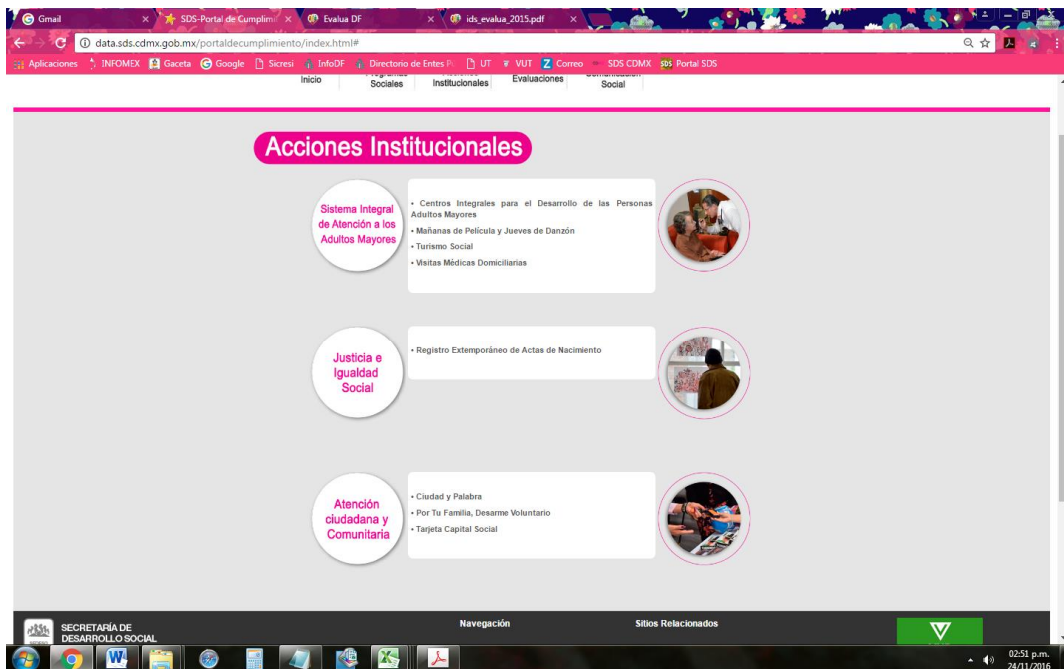 Gmail
SDS-Portal de Cumplimi
Evalua DF
ids_evalua_2015.pdf
data.sds.cdmx.gob.mx/portaldecumplimiento/index.html#
Aplicaciones INFOMEX Gaceta Google Sicresi InfoDF Directorio de Entes P UT VUT Correo SDS CDMX Portal SDS
Inicio
Sociales
Institucionales
Evaluaciones
Social
Acciones Institucionales
Sistema Integral
de Atención a los
Adultos Mayores
• Centros Integrales para el Desarrollo de las Personas
Adultos Mayores
• Mañanas de Película y Jueves de Danzón
• Turismo Social
• Visitas Médicas Domiciliarias
Justicia e
Igualdad
Social
• Registro Extemporáneo de Actas de Nacimiento
Atención
ciudadana y
Comunitaria
• Ciudad y Palabra
• Por Tu Familia, Desarme Voluntario
• Tarjeta Capital Social
SECRETARÍA DE
DESARROLLO SOCIAL
Navegación
Sitios Relacionados
02:51 p.m.
24/11/2016